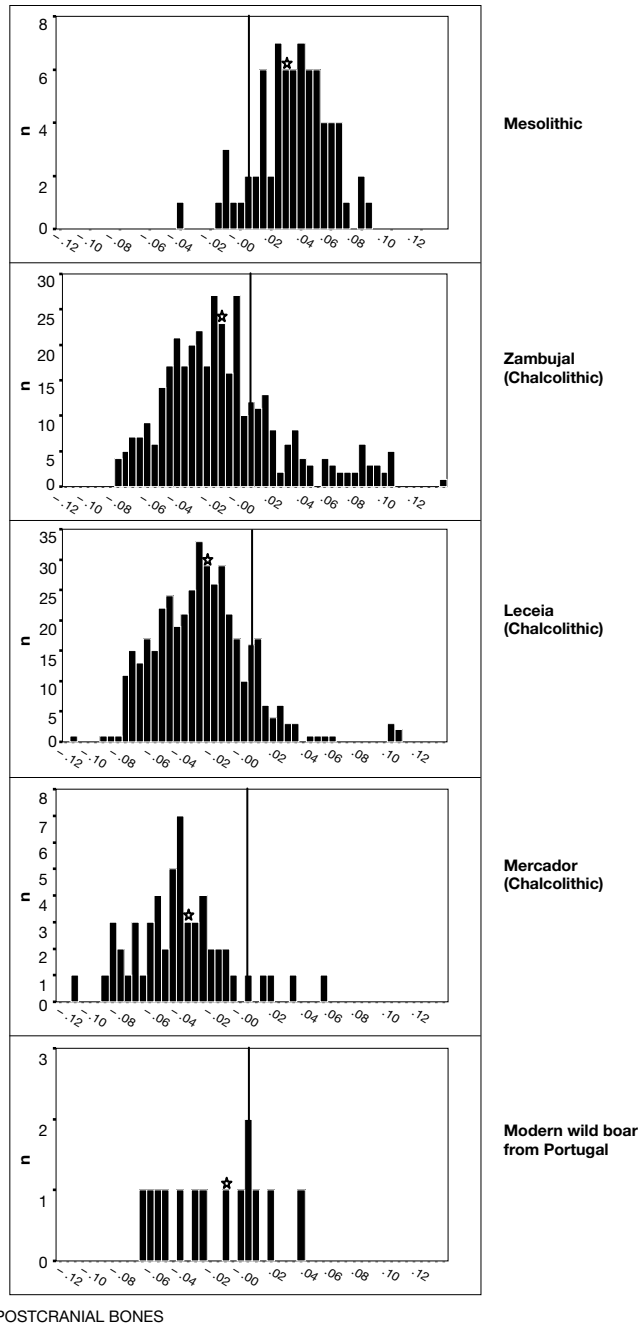 8
6
4
2
0
n
–.12 –.10 –.08 –.06 –.04 –.02 –.00 .02 .04 .06 .08 .10 .12
Mesolithic
30
25
20
15
10
5
0
n
–.12 –.10 –.08 –.06 –.04 –.02 –.00 .02 .04 .06 .08 .10 .12
Zambujal
(Chalcolithic)
35
30
25
20
15
10
5
0
n
–.12 –.10 –.08 –.06 –.04 –.02 –.00 .02 .04 .06 .08 .10 .12
Leceia
(Chalcolithic)
8
7
6
5
4
3
2
1
0
n
–.12 –.10 –.08 –.06 –.04 –.02 –.00 .02 .04 .06 .08 .10 .12
Mercador
(Chalcolithic)
3
2
1
0
n
–.12 –.10 –.08 –.06 –.04 –.02 –.00 .02 .04 .06 .08 .10 .12
Modern wild boar
from Portugal
POSTCRANIAL BONES